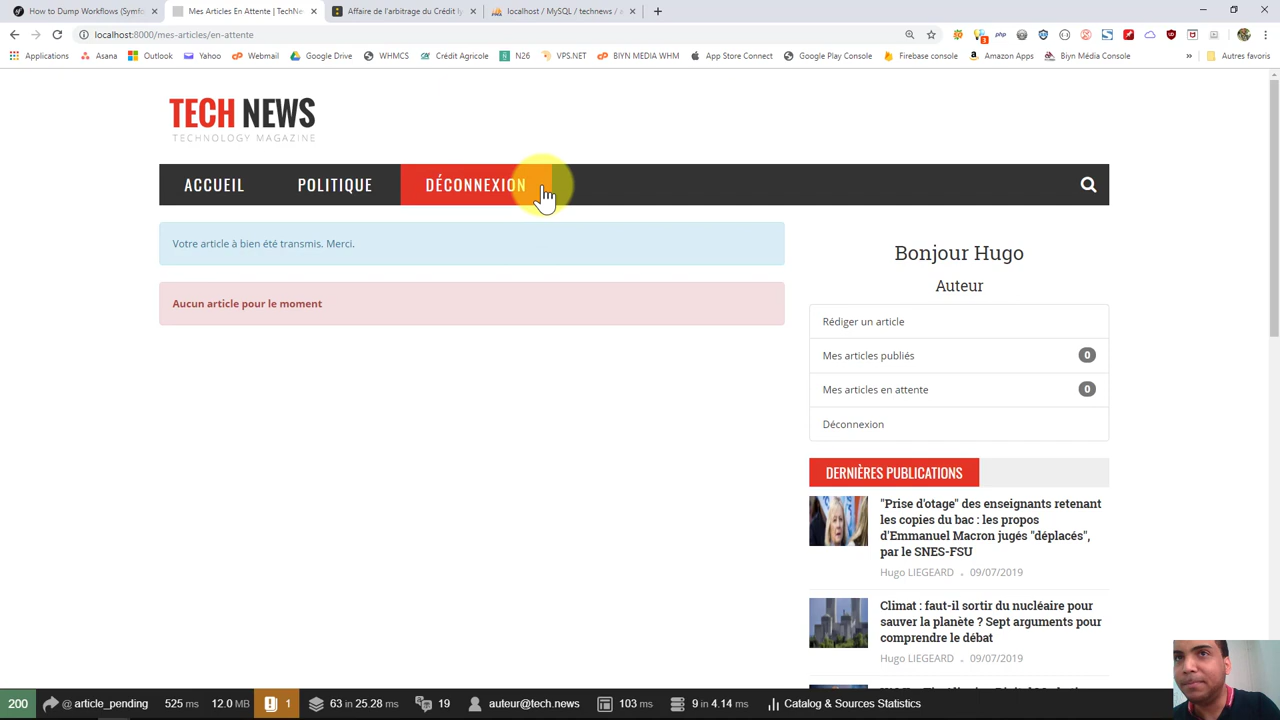 How to Dump Workflows (Symfo
Mes Articles En Attente | TechNe
Affaire de l'arbitrage du Crédit ly
localhost / MySQL / technews / a
localhost:8000/mes-articles/en-attente
Applications
Asana
Outlook
Yahoo
Webmail
Google Drive
WHMCS
Crédit Agricole
N26
VPS.NET
BIYN MEDIA WHM
App Store Connect
Google Play Console
Firebase console
Amazon Apps
Biyn Média Console
»
Autres favoris
TECH NEWS
TECHNOLOGY MAGAZINE
ACCUEIL
POLITIQUE
DÉCONNEXION
Votre article à bien été transmis. Merci.
Aucun article pour le moment
Bonjour Hugo
Auteur
Rédiger un article
Mes articles publiés 0
Mes articles en attente 0
Déconnexion
DERNIÈRES PUBLICATIONS
"Prise d'otage" des enseignants retenant
les copies du bac : les propos
d'Emmanuel Macron jugés "déplacés",
par le SNES-FSU
Hugo LIEGEARD . 09/07/2019
Climat : faut-il sortir du nucléaire pour
sauver la planète ? Sept arguments pour
comprendre le débat
Hugo LIEGEARD . 09/07/2019
200
@ article_pending
525 ms
12.0 MB
1
63 in 25.28 ms
19
auteur@tech.news
103 ms
9 in 4.14 ms
Catalog & Sources Statistics